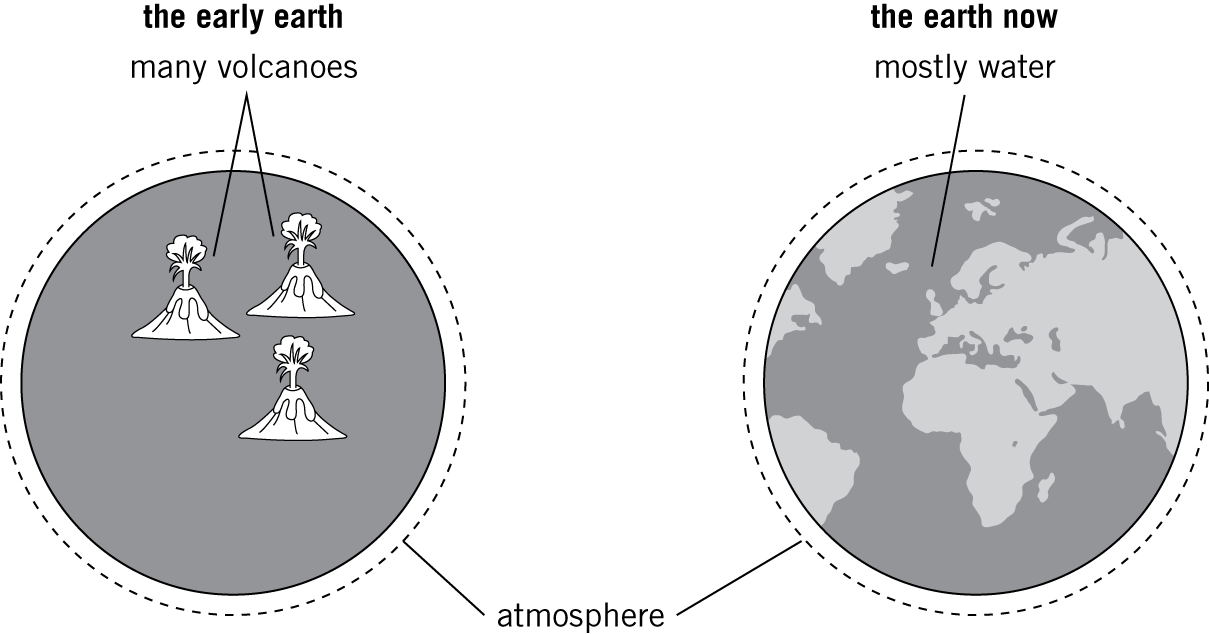 the early earth
many volcanoes
the earth now
mostly water
atmosphere